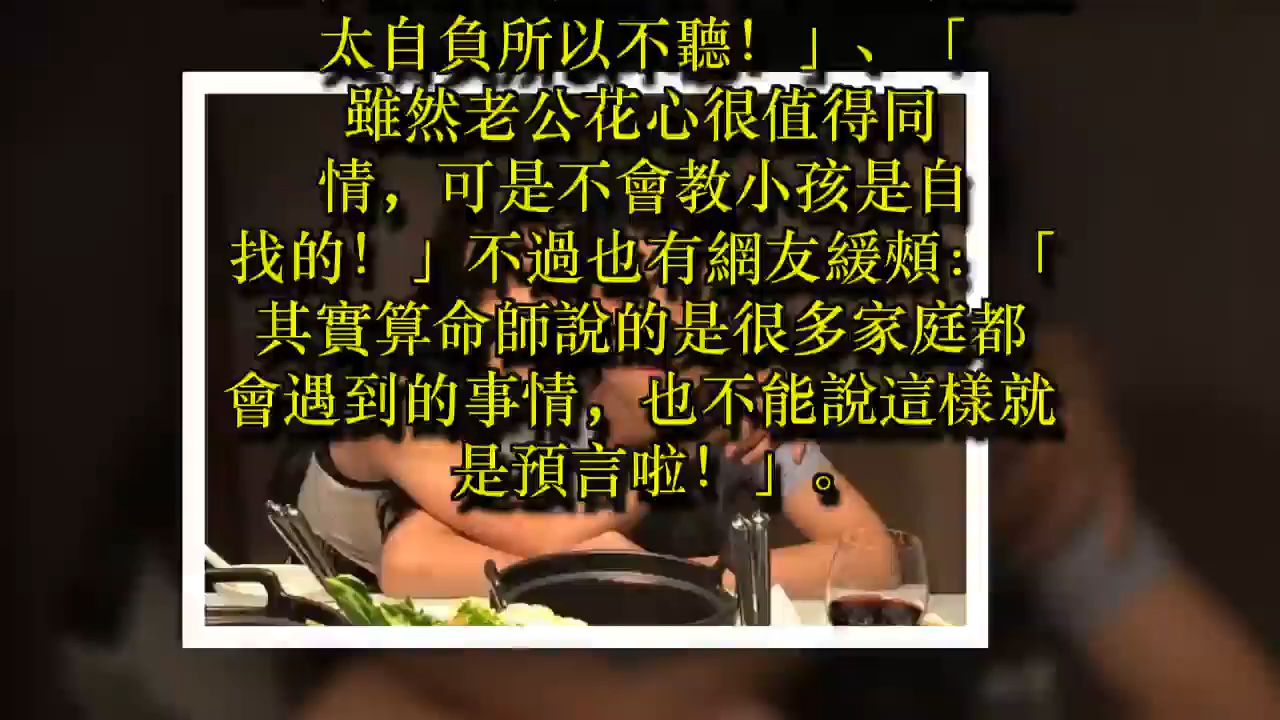 太自負所以不聽！」、「
雖然老公花心很值得同
情，可是不會教小孩是自
找的！」不過也有網友緩頰：「
其實算命師說的是很多家庭都
會遇到的事情，也不能說這樣就
是預言啦！」。